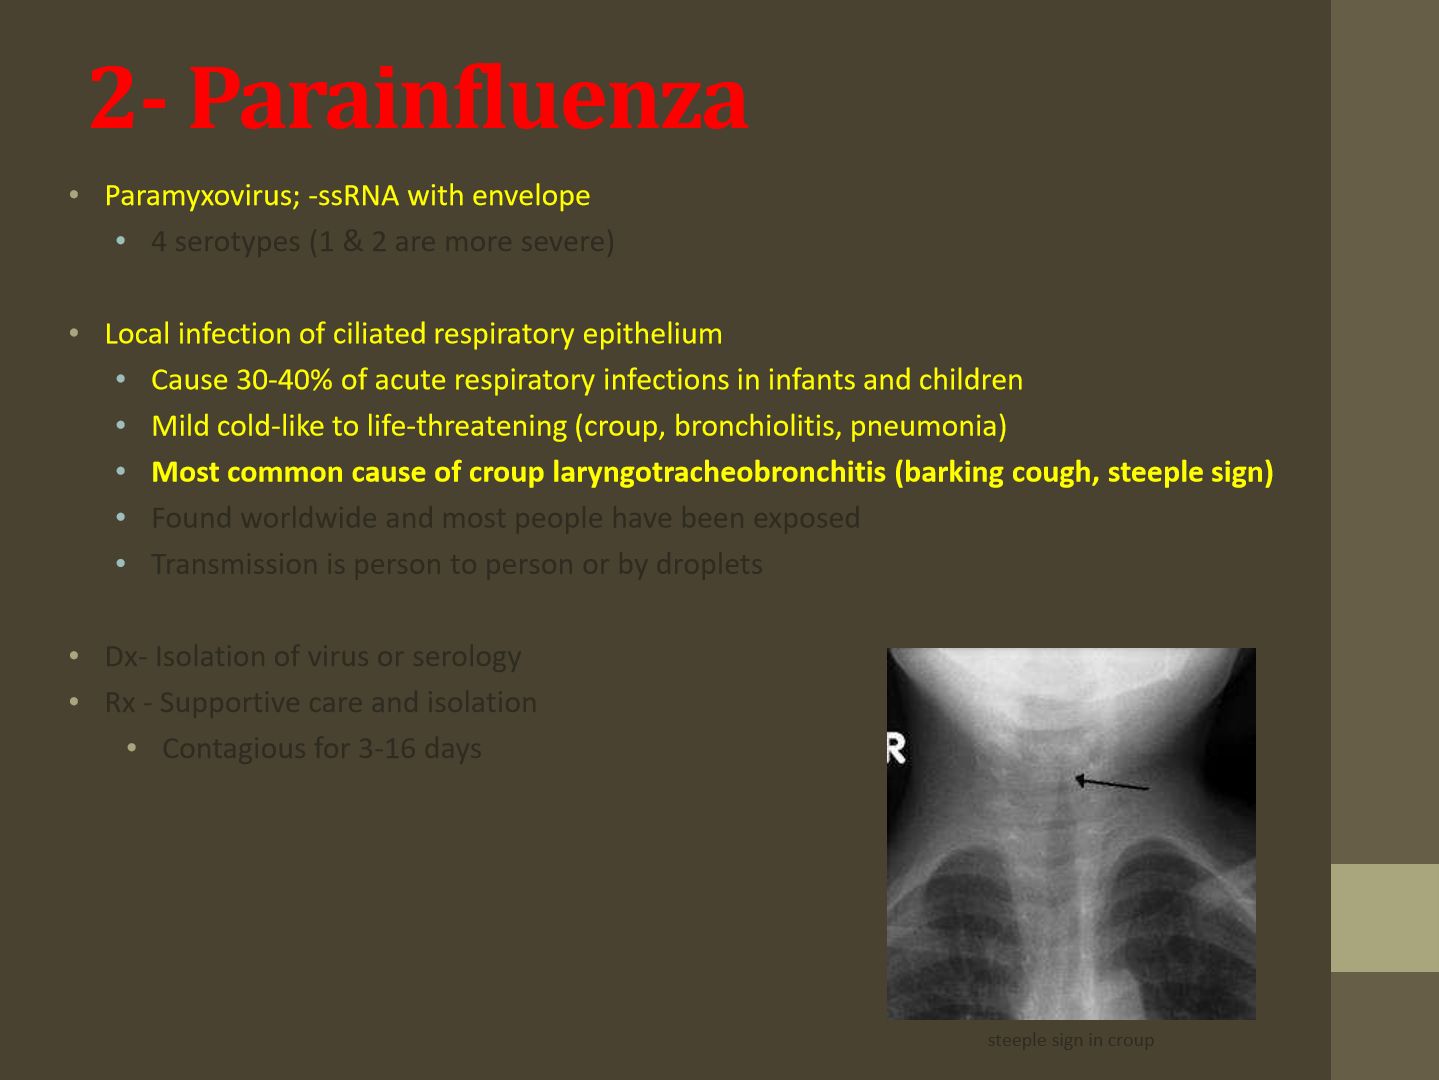 2- Parainfluenza
• Paramyxovirus; -ssRNA with envelope
• 4 serotypes (1 & 2 are more severe)
• Local infection of ciliated respiratory epithelium
• Cause 30-40% of acute respiratory infections in infants and children
• Mild cold-like to life-threatening (croup, bronchiolitis, pneumonia)
• Most common cause of croup laryngotracheobronchitis (barking cough, steeple sign)
• Found worldwide and most people have been exposed
• Transmission is person to person or by droplets
• Dx- Isolation of virus or serology
• Rx - Supportive care and isolation
• Contagious for 3-16 days
R
steeple sign in croup